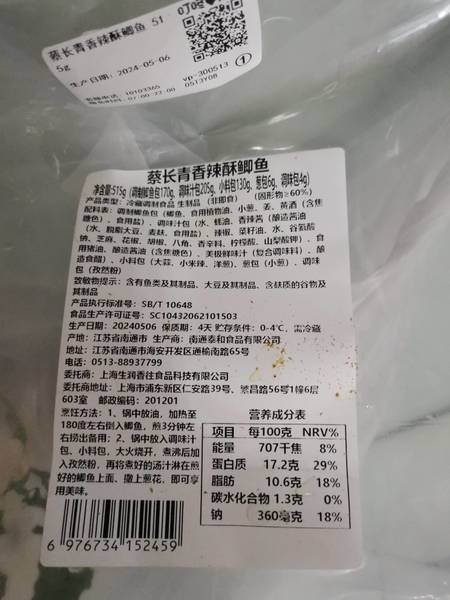 蔡长青香辣酥鲫鱼 51
5g
生产日期：2024-05-06
vp-300513 ①
0513Y08
10103365
07:00-22:00
蔡长青香辣酥鲫鱼
净含量:515g (调制鲫鱼包170g, 调味汁包205g, 小料包130g, 葱包6g, 调味包4g)
产品类型：冷藏调制食品 生制品 (非即食) (固形物≥60%)
配料表：调制鲫鱼包（鲫鱼、食用植物油、小葱、姜、黄酒（含焦
糖色）、食用盐）、调味汁包（水、蚝油、香辣酱（酿造酱油
（水、脱脂大豆、麦麸、食用盐）、辣椒、菜籽油、水、谷氨酸
钠、芝麻、花椒、胡椒、八角、香辛料、柠檬酸、山梨酸钾）、食
用猪油、酿造酱油（含焦糖色）、美极鲜味汁（复合调味料）、酿
造食醋）、小料包（大蒜、小米辣、洋葱）、葱包（小葱）、调味
包（孜然粉）
致敏物提示：含有鱼类及其制品、大豆及其制品、含麸质的谷物及
其制品
产品执行标准号：SB/T 10648
食品生产许可证号：SC10432062101503
生产日期：20240506 保质期：4天 贮存条件：0-4℃，需冷藏
产地：江苏省南通市 生产商：南通泰和食品有限公司
地址：江苏省南通市海安开发区通榆南路65号
电话：0513-88937799
委托商：上海生润香往食品科技有限公司
委托商地址：上海市浦东新区仁安路39号、繁昌路56号1幢6层
603室 邮政编码：201201
烹饪方法：1、锅中放油，加热至
180度左右倒入鲫鱼，煎3分钟左
右捞出备用；2、锅中放入调味汁
包、小料包，大火烧开，煮沸后加
入孜然粉，再将煮好的汤汁淋在煎
好的鲫鱼上面、撒上葱花，即可享
用美味。
营养成分表
项目 每100克 NRV%
能量 707千焦 8%
蛋白质 17.2克 29%
脂肪 10.6克 18%
碳水化合物 1.3克 0%
钠 360毫克 18%
6 976734 152459